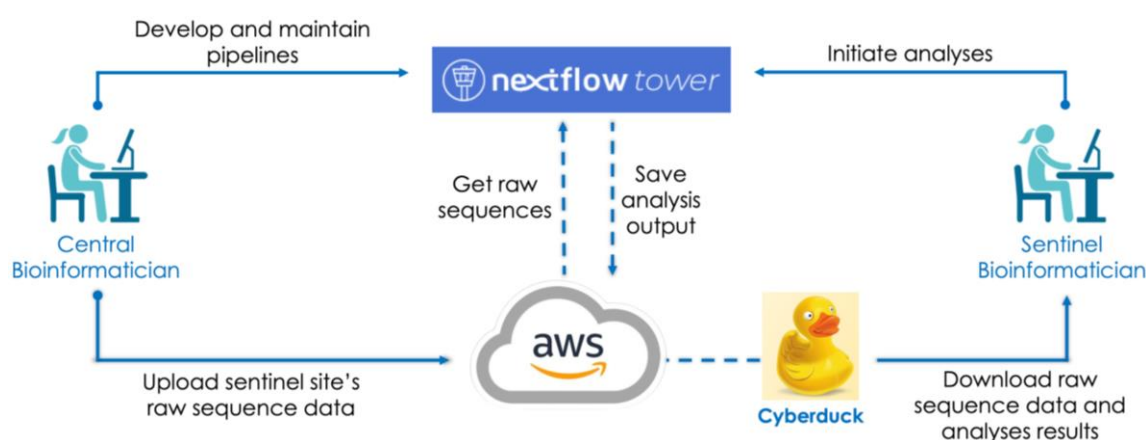 Develop and maintain
pipelines
nextflow tower
Initiate analyses
Get raw
sequences
Save
analysis
output
Central
Bioinformatician
Sentinel
Bioinformatician
aws
Upload sentinel site's
raw sequence data
Cyberduck
Download raw
sequence data and
analyses results